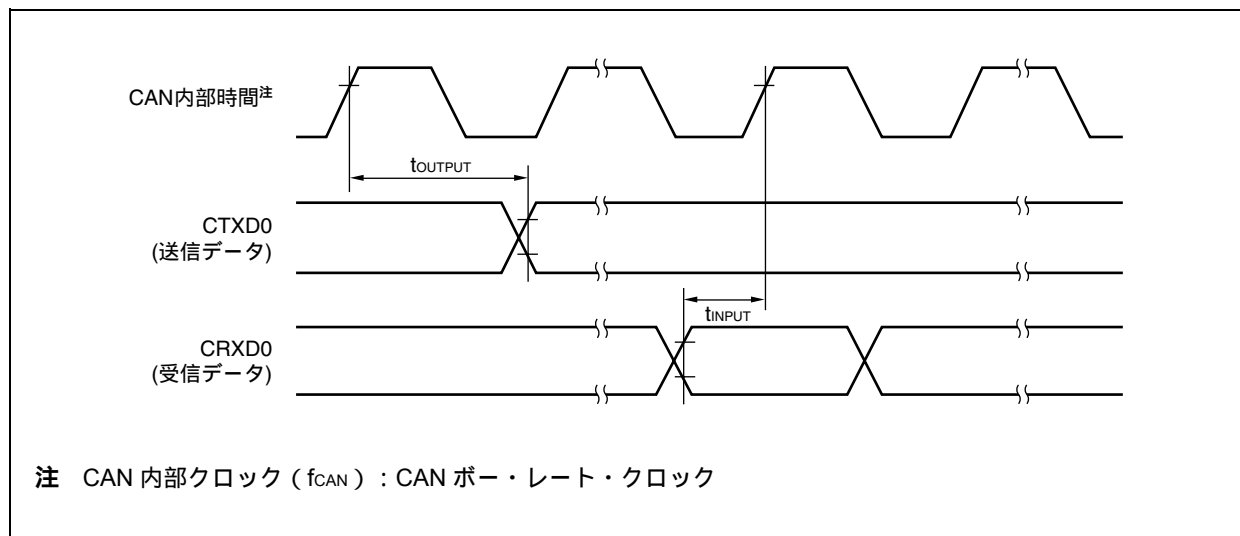 CAN内部時間注
tOUTPUT
CTXD0
(送信データ)
tINPUT
CRXD0
(受信データ)
注 CAN 内部クロック（fCAN）：CAN ボー・レート・クロック